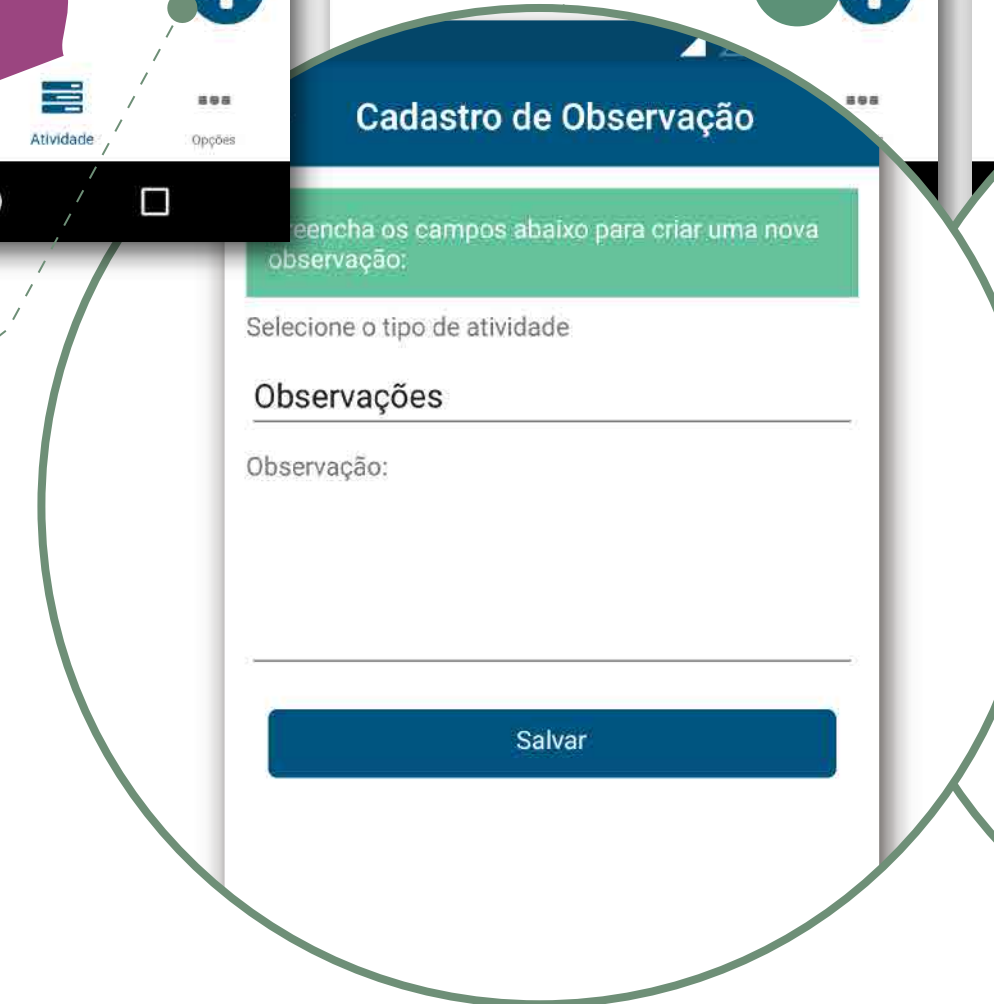 Atividade
Opções
Cadastro de Observação
os campos abaixo para criar uma nova
observação:
Selecione o tipo de atividade
Observações
Observação:
Salvar